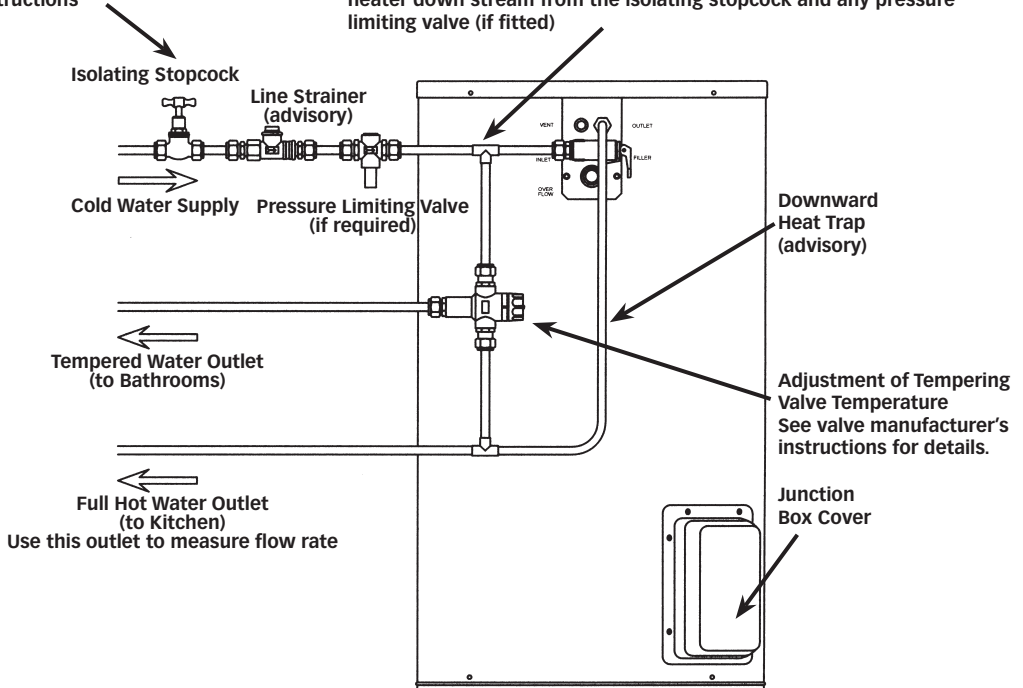 heater down stream from the isolating stopcock and any pressure
limiting valve (if fitted)
Isolating Stopcock
Line Strainer
(advisory)
VENT
OUTLET
INLET
FILLER
OVER
FLOW
Cold Water Supply
Pressure Limiting Valve
(if required)
Downward
Heat Trap
(advisory)
Tempered Water Outlet
(to Bathrooms)
Adjustment of Tempering
Valve Temperature
See valve manufacturer's
instructions for details.
Full Hot Water Outlet
(to Kitchen)
Use this outlet to measure flow rate
Junction
Box Cover